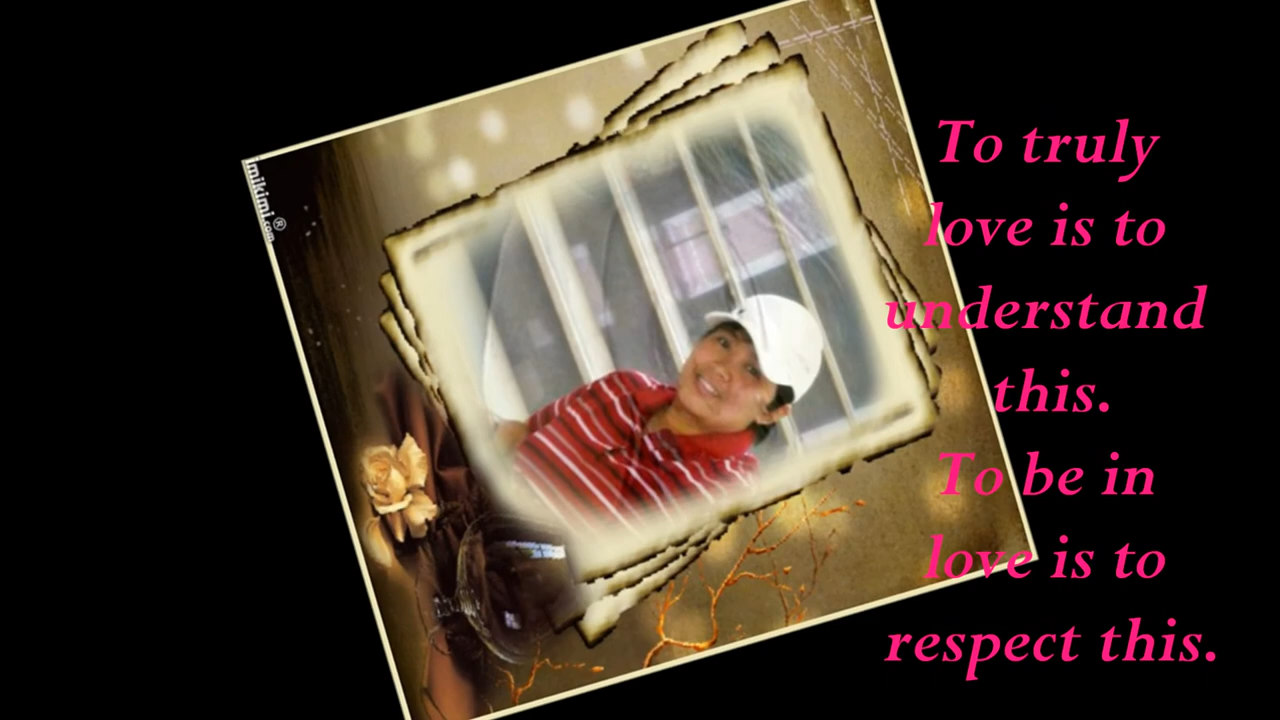 imikimi.com®
To truly
love is to
understand
this.
To be in
love is to
respect this.